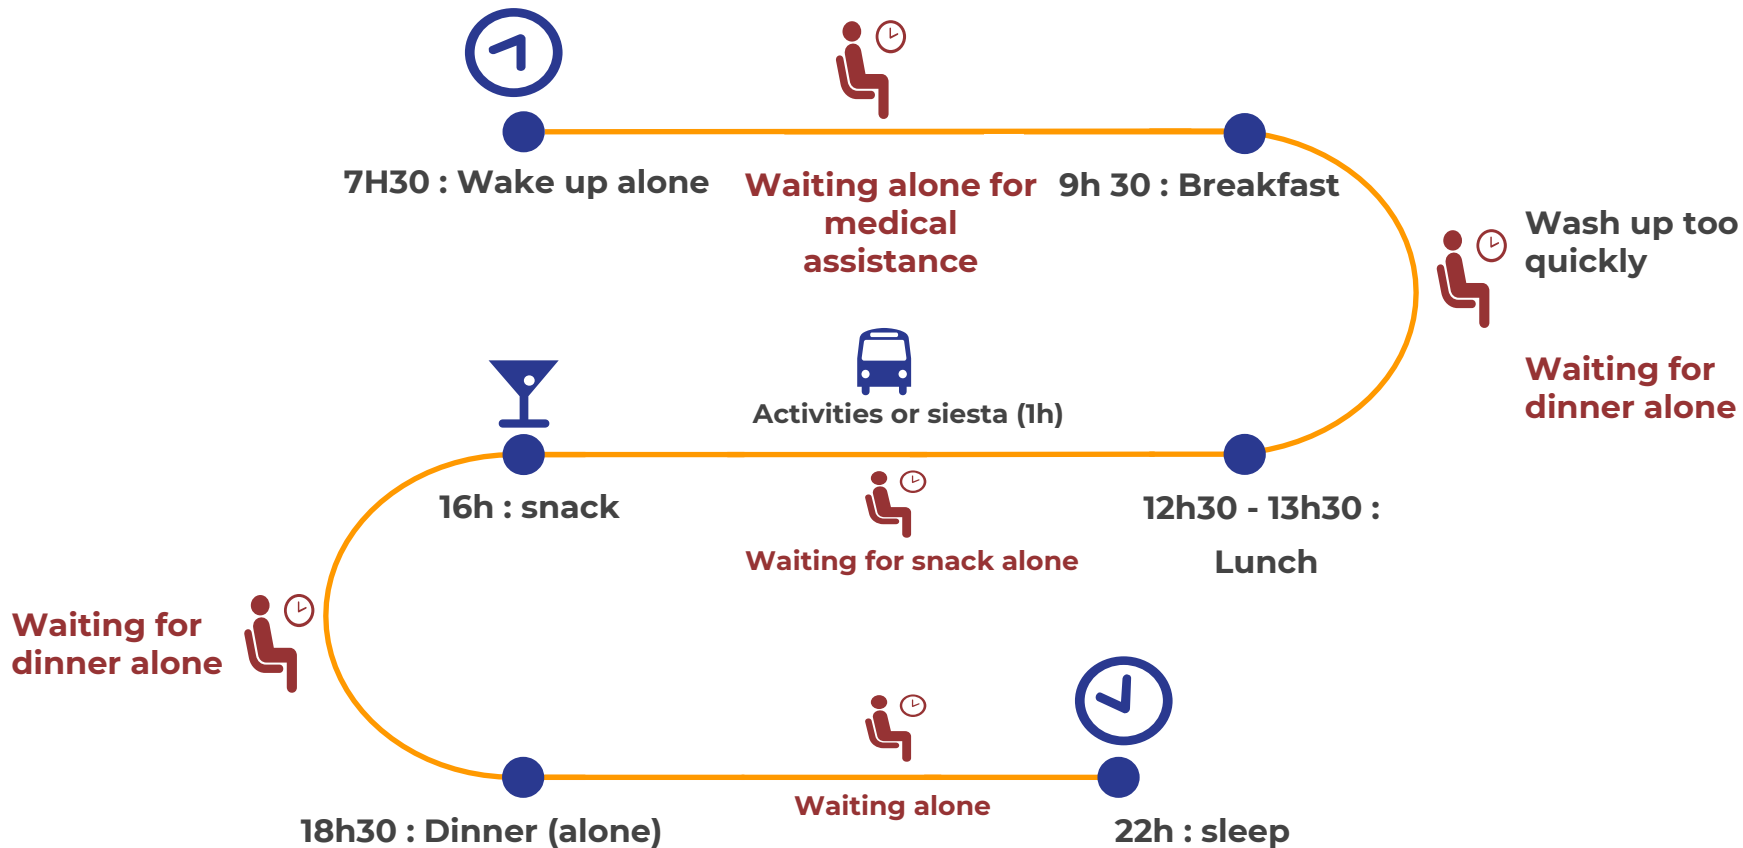 7H30 : Wake up alone
Waiting alone for
medical
assistance
9h 30 : Breakfast
Wash up too
quickly
Waiting for
dinner alone
Activities or siesta (1h)
16h : snack
Waiting for snack alone
12h30 - 13h30 :
Lunch
Waiting for
dinner alone
18h30 : Dinner (alone)
Waiting alone
22h : sleep